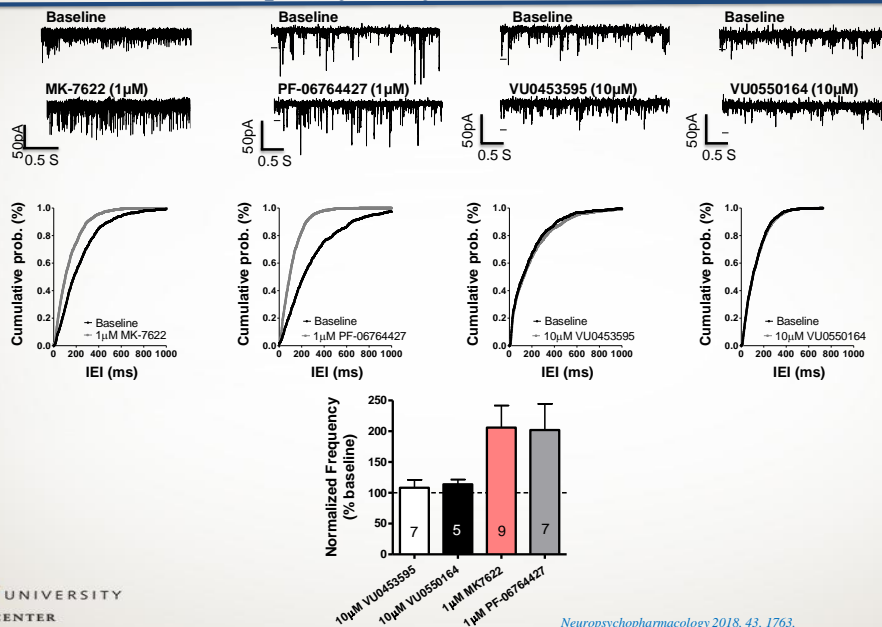 Baseline
Baseline
Baseline
Baseline
MK-7622 (1µM)
PF-06764427 (1µM)
VU0453595 (10µM)
VU0550164 (10µM)
50pA
0.5 S
50pA
0.5 S
50pA
0.5 S
50pA
0.5 S
Cumulative prob. (%)
1.0
0.8
0.6
0.4
0.2
0.0
0 200 400 600 800 1000
IEI (ms)
Baseline
1µM MK-7622
Cumulative prob. (%)
1.0
0.8
0.6
0.4
0.2
0.0
0 200 400 600 800 1000
IEI (ms)
Baseline
1µM PF-06764427
Cumulative prob. (%)
1.0
0.8
0.6
0.4
0.2
0.0
0 200 400 600 800 1000
IEI (ms)
Baseline
10µM VU0453595
Cumulative prob. (%)
1.0
0.8
0.6
0.4
0.2
0.0
0 200 400 600 800 1000
IEI (ms)
Baseline
10µM VU0550164
Normalized Frequency
(% baseline)
250
200
150
100
50
0
7
5
9
7
10µM VU0453595
10µM VU0550164
1µM MK7622
1µM PF-06764427
UNIVERSITY
CENTER
Neuropsychopharmacology 2018, 43, 1763.